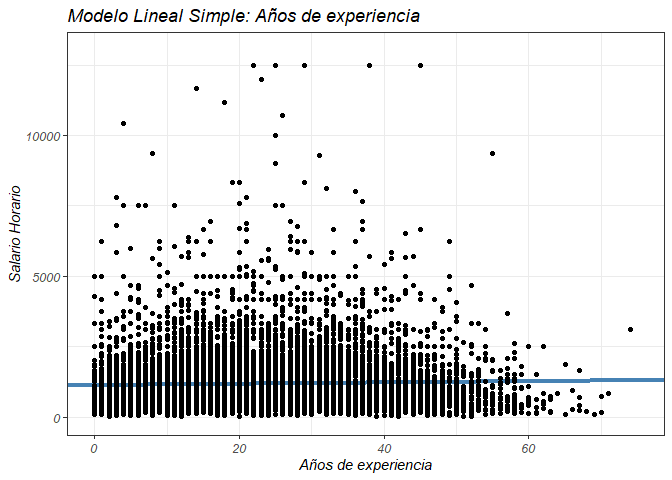 Modelo Lineal Simple: Años de experiencia
Salario Horario
10000
5000
0
0 20 40 60
Años de experiencia